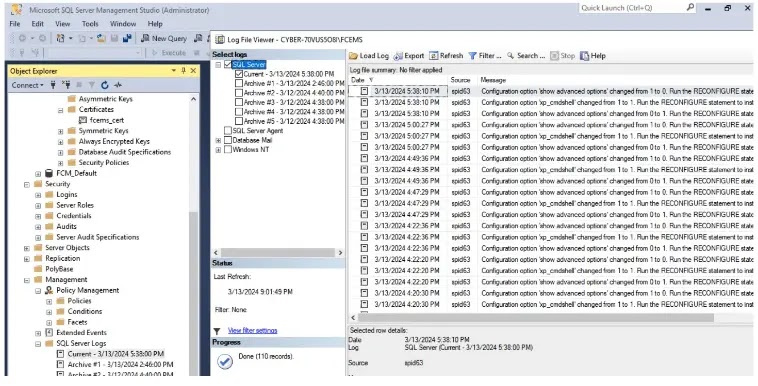 Microsoft SQL Server Management Studio (Administrator)
Quick Launch (Ctrl+Q)
File Edit View Tools Window Help
New Query
Execute
Log File Viewer - CYBER-70VUS5O8\FCEMS
Object Explorer
Connect
Asymmetric Keys
Certificates
fcems_cert
Symmetric Keys
Always Encrypted Keys
Database Audit Specifications
Security Policies
FCM_Default
Security
Logins
Server Roles
Credentials
Audits
Server Audit Specifications
Server Objects
Replication
PolyBase
Management
Policy Management
Policies
Conditions
Facets
Extended Events
SQL Server Logs
Current - 3/13/2024 5:38:00 PM
Archive #1 - 3/13/2024 2:46:00 PM
Archive #2 - 3/12/2024 4:40:00 PM
Select logs
SQL Server
Current - 3/13/2024 5:38:00 PM
Archive #1 - 3/13/2024 2:46:00 PM
Archive #2 - 3/12/2024 4:40:00 PM
Archive #3 - 3/12/2024 4:38:00 PM
Archive #4 - 3/12/2024 4:38:00 PM
Archive #5 - 3/12/2024 4:38:00 PM
SQL Server Agent
Database Mail
Windows NT
Status
Last Refresh:
3/13/2024 9:01:49 PM
Filter: None
View filter settings
Progress
Done (110 records).
Load Log Export Refresh Filter ... Search ... Stop Help
Log file summary: No filter applied
Date Source Message
3/13/2024 5:38:10 PM spid63 Configuration option 'show advanced options' changed from 1 to 0. Run the RECONFIGURE state
3/13/2024 5:38:10 PM spid63 Configuration option 'xp_cmdshell' changed from 1 to 1. Run the RECONFIGURE statement to inst
3/13/2024 5:38:10 PM spid63 Configuration option 'show advanced options' changed from 0 to 1. Run the RECONFIGURE state
3/13/2024 5:00:27 PM spid63 Configuration option 'show advanced options' changed from 1 to 0. Run the RECONFIGURE state
3/13/2024 5:00:27 PM spid63 Configuration option 'xp_cmdshell' changed from 1 to 1. Run the RECONFIGURE statement to inst
3/13/2024 5:00:27 PM spid63 Configuration option 'show advanced options' changed from 0 to 1. Run the RECONFIGURE state
3/13/2024 4:49:36 PM spid63 Configuration option 'show advanced options' changed from 1 to 0. Run the RECONFIGURE state
3/13/2024 4:49:36 PM spid63 Configuration option 'xp_cmdshell' changed from 1 to 1. Run the RECONFIGURE statement to inst
3/13/2024 4:49:36 PM spid63 Configuration option 'show advanced options' changed from 0 to 1. Run the RECONFIGURE state
3/13/2024 4:47:29 PM spid63 Configuration option 'show advanced options' changed from 1 to 0. Run the RECONFIGURE state
3/13/2024 4:47:29 PM spid63 Configuration option 'xp_cmdshell' changed from 1 to 1. Run the RECONFIGURE statement to inst
3/13/2024 4:47:29 PM spid63 Configuration option 'show advanced options' changed from 0 to 1. Run the RECONFIGURE state
3/13/2024 4:22:36 PM spid63 Configuration option 'show advanced options' changed from 1 to 0. Run the RECONFIGURE state
3/13/2024 4:22:36 PM spid63 Configuration option 'xp_cmdshell' changed from 1 to 1. Run the RECONFIGURE statement to inst
3/13/2024 4:22:36 PM spid63 Configuration option 'show advanced options' changed from 0 to 1. Run the RECONFIGURE state
3/13/2024 4:22:20 PM spid63 Configuration option 'show advanced options' changed from 1 to 0. Run the RECONFIGURE state
3/13/2024 4:22:20 PM spid63 Configuration option 'xp_cmdshell' changed from 1 to 1. Run the RECONFIGURE statement to inst
3/13/2024 4:22:20 PM spid63 Configuration option 'show advanced options' changed from 0 to 1. Run the RECONFIGURE state
3/13/2024 4:20:30 PM spid63 Configuration option 'show advanced options' changed from 1 to 0. Run the RECONFIGURE state
3/13/2024 4:20:30 PM spid63 Configuration option 'xp_cmdshell' changed from 1 to 1. Run the RECONFIGURE statement to inst
Selected row details:
Date 3/13/2024 5:38:10 PM
Log SQL Server (Current - 3/13/2024 5:38:00 PM)
Source spid63